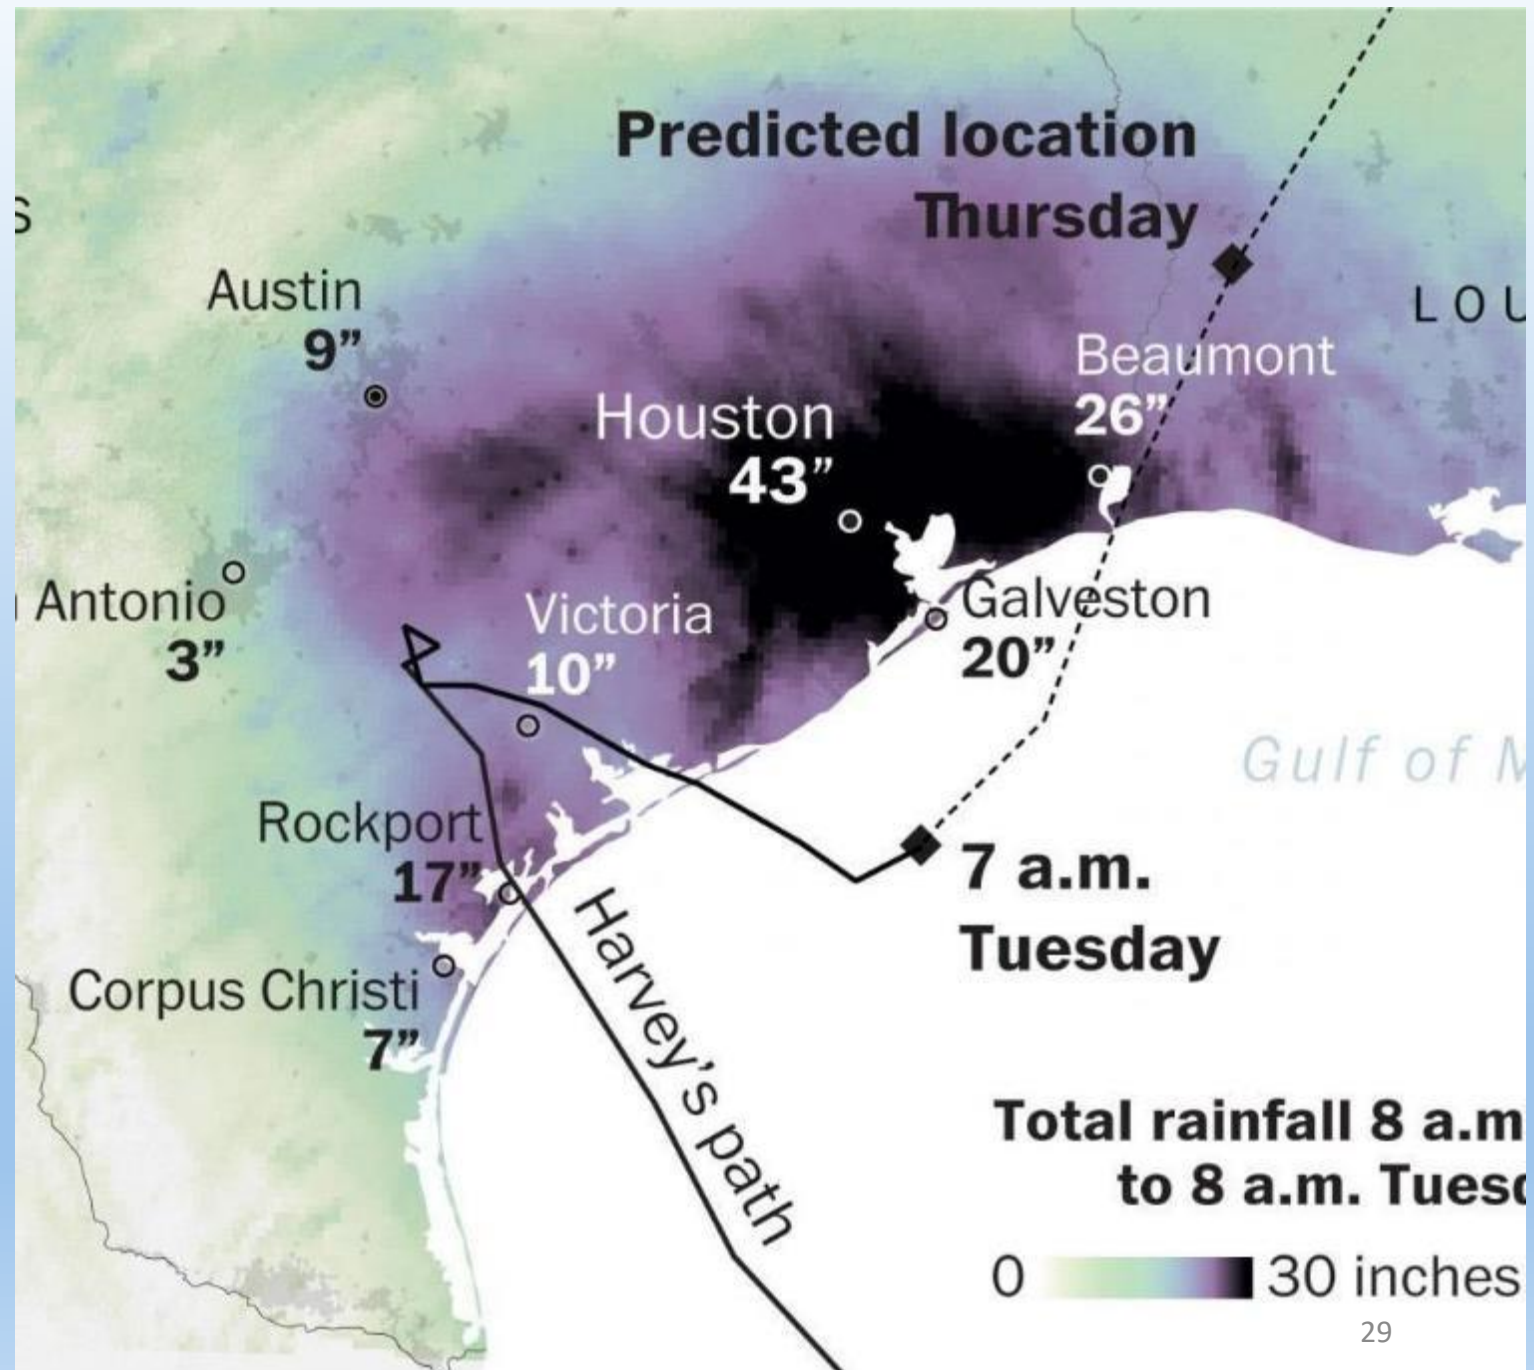 Predicted location
Thursday
S
Austin
9”
LOU
Beaumont
26”
Houston
43”
Antonio
3”
Victoria
10”
Galveston
20”
Gulf of M
Rockport
17”
7 a.m.
Tuesday
Harvey’s path
Corpus Christi
7”
Total rainfall 8 a.m
to 8 a.m. Tuesd
0
30 inches
29